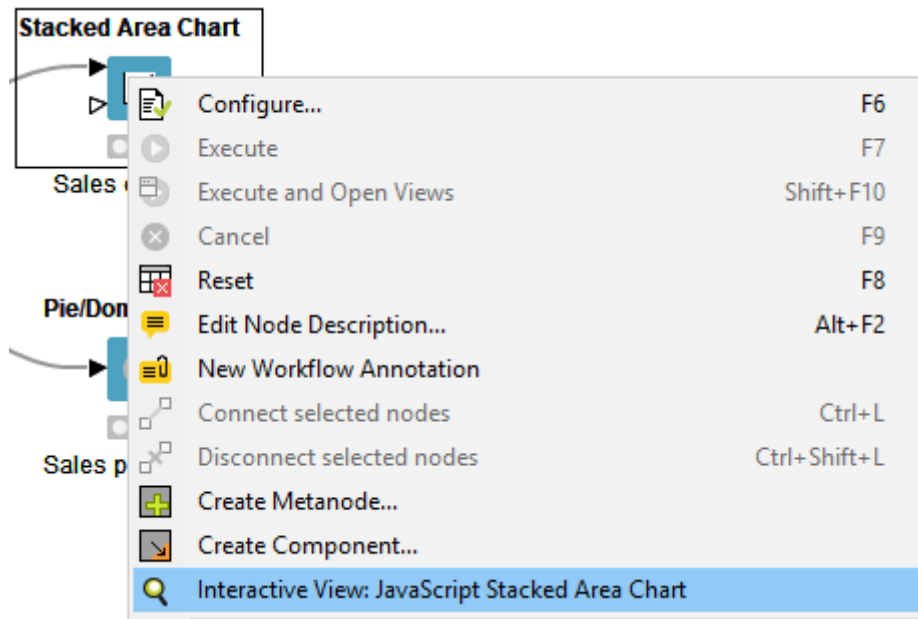 Stacked Area Chart
Configure... F6
Execute F7
Sales
Execute and Open Views Shift+F10
Cancel F9
Reset F8
Pie/Don
Edit Node Description... Alt+F2
New Workflow Annotation
Connect selected nodes Ctrl+L
Sales p
Disconnect selected nodes Ctrl+Shift+L
Create Metanode...
Create Component...
Interactive View: JavaScript Stacked Area Chart